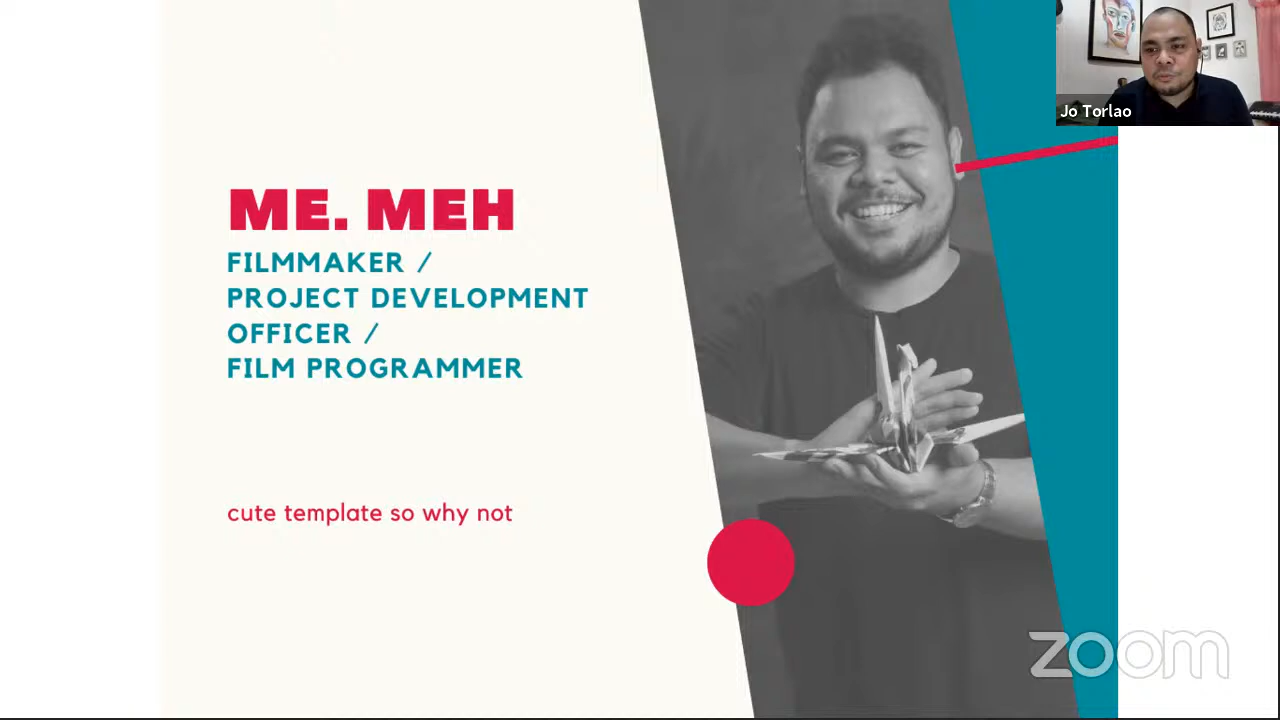 Jo Torlao
ME. MEH
FILMMAKER /
PROJECT DEVELOPMENT
OFFICER /
FILM PROGRAMMER
cute template so why not
zoom